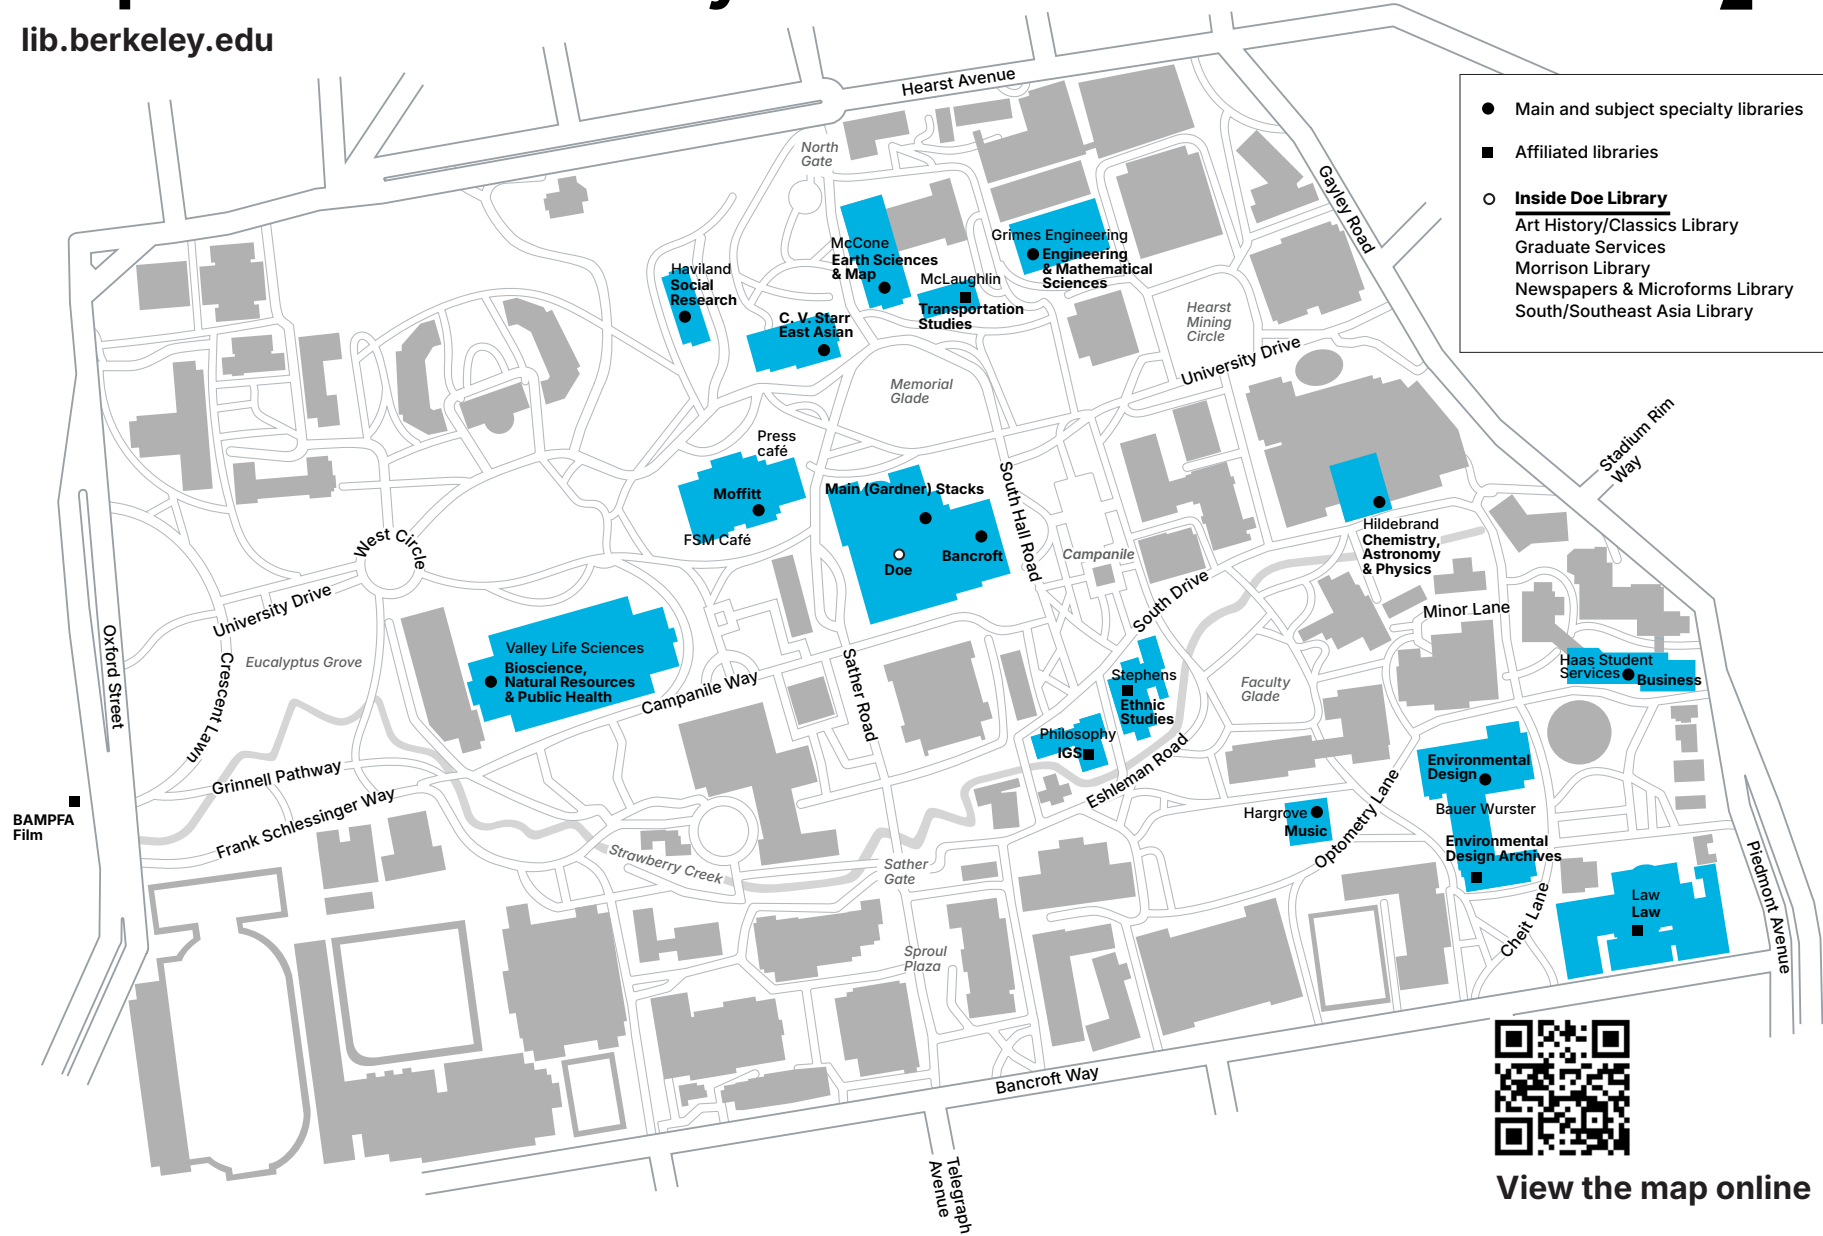 lib.berkeley.edu
Main and subject specialty libraries
Affiliated libraries
Inside Doe Library
Art History/Classics Library
Graduate Services
Morrison Library
Newspapers & Microforms Library
South/Southeast Asia Library
Hearst Avenue
North
Gate
Gayley Road
McCone
Earth Sciences
& Map
Grimes Engineering
Engineering
& Mathematical
Sciences
Haviland
Social
Research
McLaughlin
Transportation
Studies
C. V. Starr
East Asian
Hearst
Mining
Circle
University Drive
Memorial
Glade
Stadium Rim
Way
Press
café
Moffitt
FSM Café
Main (Gardner) Stacks
Bancroft
Doe
South Hall Road
Campanile
Hildebrand
Chemistry,
Astronomy
& Physics
West Circle
University Drive
South Drive
Minor Lane
Oxford Street
Crescent Lawn
Eucalyptus Grove
Valley Life Sciences
Bioscience,
Natural Resources
& Public Health
Campanile Way
Sather Road
Stephens
Ethnic
Studies
Faculty
Glade
Haas Student
Services
Business
Philosophy
IGS
Eshleman Road
Environmental
Design
Bauer Wurster
Environmental
Design Archives
Grinnell Pathway
Frank Schlessinger Way
BAMPFA
Film
Hargrove
Music
Optometry Lane
Strawberry Creek
Sather
Gate
Piedmont Avenue
Cheit Lane
Law
Law
Sproul
Plaza
Bancroft Way
Telegraph
Avenue
View the map online